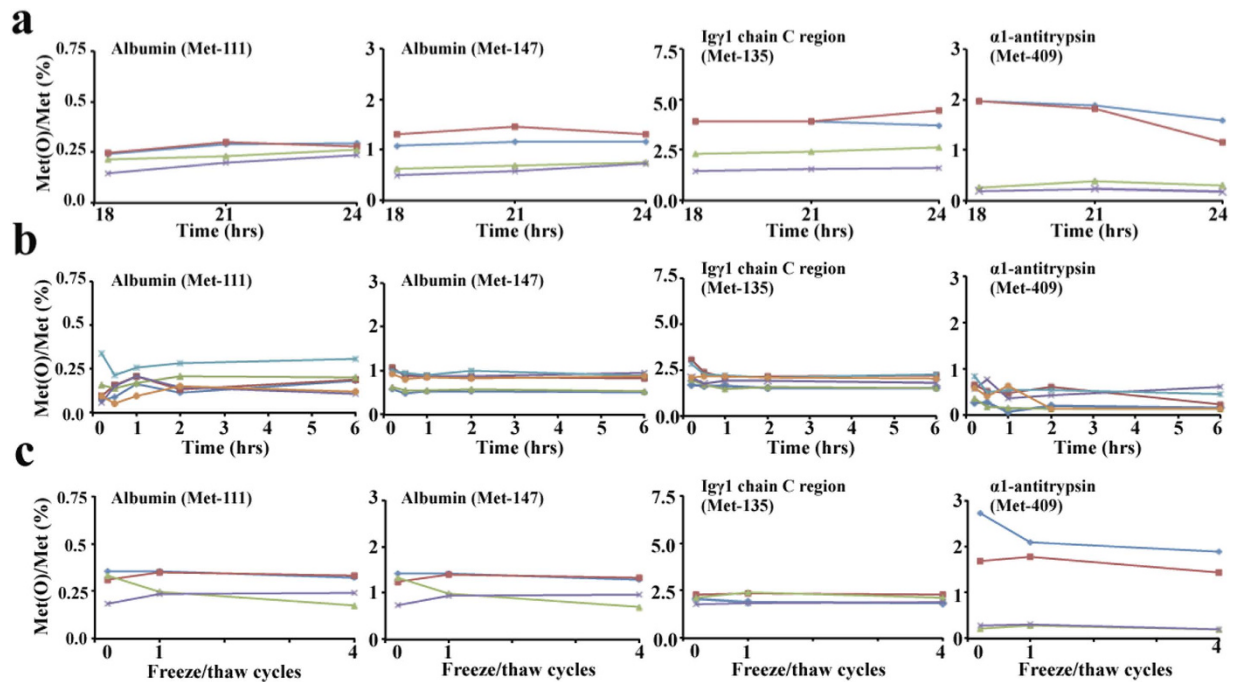 a
Met(O)/Met (%)
Albumin (Met-111)
0.75
0.5
0.25
0.0
18 21 24
Time (hrs)
Albumin (Met-147)
3
2
1
0
18 21 24
Time (hrs)
Igγ1 chain C region
(Met-135)
7.5
5.0
2.5
0.0
18 21 24
Time (hrs)
α1-antitrypsin
(Met-409)
3
2
1
0
18 21 24
Time (hrs)
b
Met(O)/Met (%)
Albumin (Met-111)
0.75
0.5
0.25
0.0
0 1 2 3 4 5 6
Time (hrs)
Albumin (Met-147)
3
2
1
0
0 1 2 3 4 5 6
Time (hrs)
Igγ1 chain C region
(Met-135)
7.5
5.0
2.5
0.0
0 1 2 3 4 5 6
Time (hrs)
α1-antitrypsin
(Met-409)
3
2
1
0
0 1 2 3 4 5 6
Time (hrs)
c
Met(O)/Met (%)
Albumin (Met-111)
0.75
0.5
0.25
0.0
0 1 4
Freeze/thaw cycles
Albumin (Met-147)
3
2
1
0
0 1 4
Freeze/thaw cycles
Igγ1 chain C region
(Met-135)
7.5
5.0
2.5
0.0
0 1 4
Freeze/thaw cycles
α1-antitrypsin
(Met-409)
3
2
1
0
0 1 4
Freeze/thaw cycles